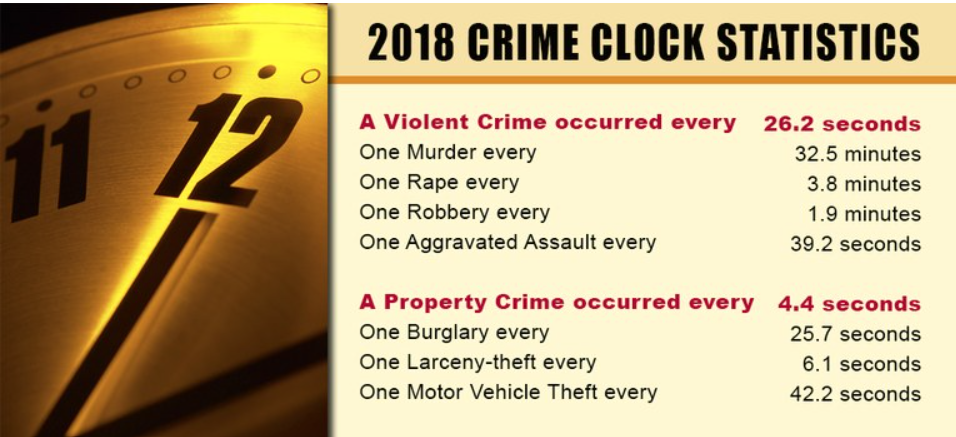 11
12
2018 CRIME CLOCK STATISTICS
A Violent Crime occurred every 26.2 seconds
One Murder every 32.5 minutes
One Rape every 3.8 minutes
One Robbery every 1.9 minutes
One Aggravated Assault every 39.2 seconds
A Property Crime occurred every 4.4 seconds
One Burglary every 25.7 seconds
One Larceny-theft every 6.1 seconds
One Motor Vehicle Theft every 42.2 seconds